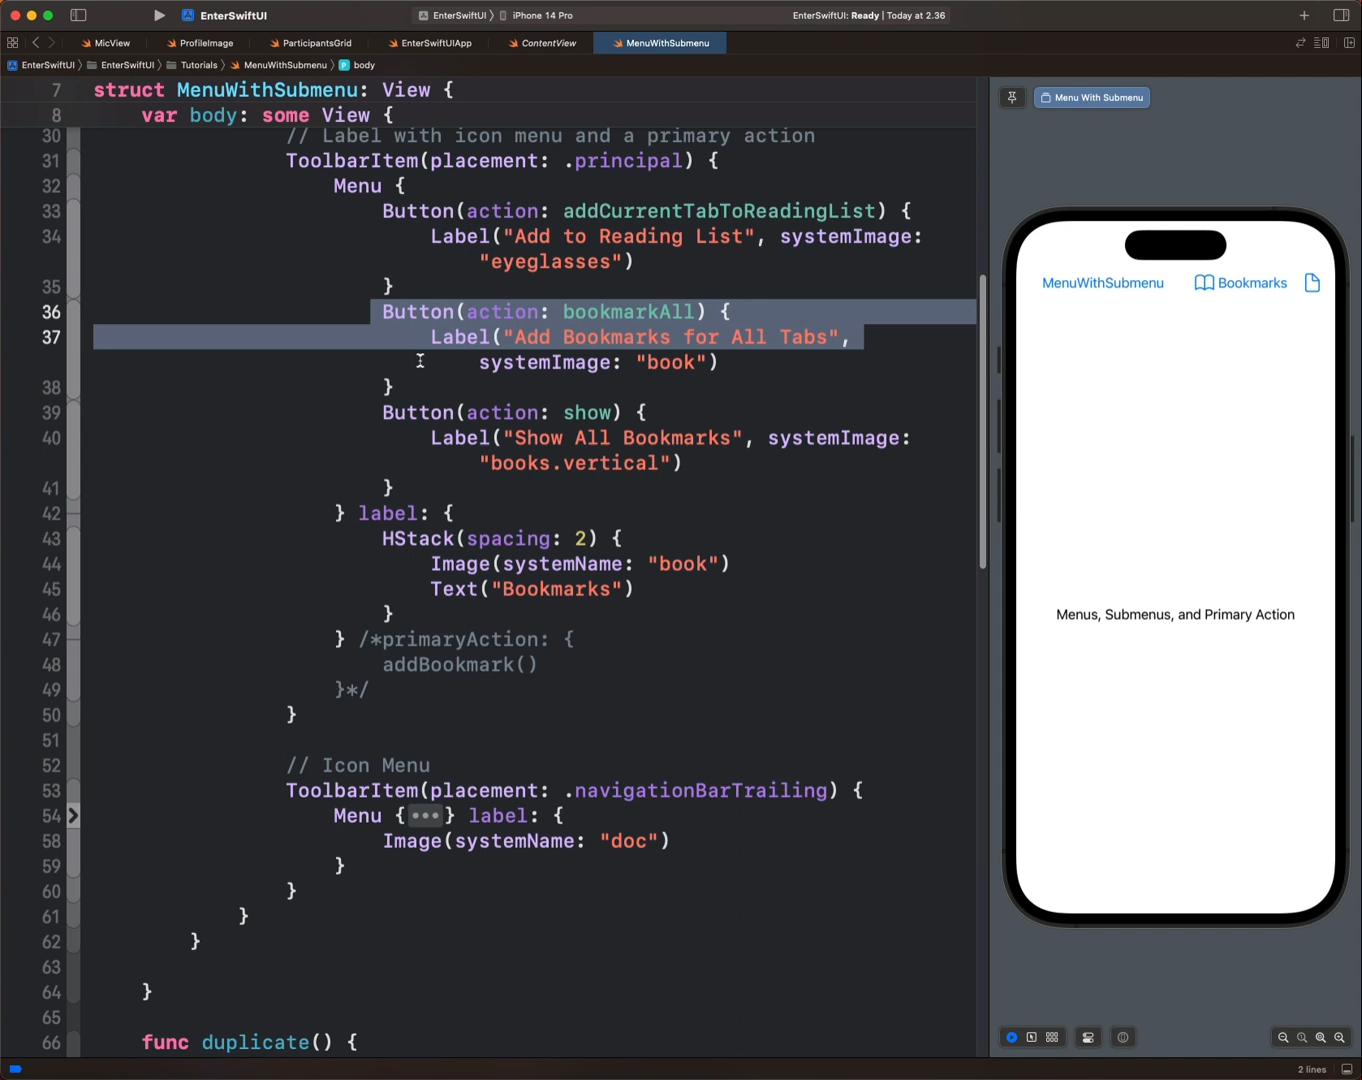 EnterSwiftUI
EnterSwiftUI 〉 iPhone 14 Pro
EnterSwiftUI: Ready | Today at 2.36
MicView
ProfileImage
ParticipantsGrid
EnterSwiftUIApp
ContentView
MenuWithSubmenu
EnterSwiftUI 〉 EnterSwiftUI 〉 Tutorials 〉 MenuWithSubmenu 〉 P body
7 struct MenuWithSubmenu: View {
8 var body: some View {
30 // Label with icon menu and a primary action
31 ToolbarItem(placement: .principal) {
32 Menu {
33 Button(action: addCurrentTabToReadingList) {
34 Label("Add to Reading List", systemImage:
"eyeglasses")
35 }
36 Button(action: bookmarkAll) {
37 Label("Add Bookmarks for All Tabs",
systemImage: "book")
38 }
39 Button(action: show) {
40 Label("Show All Bookmarks", systemImage:
"books.vertical")
41 }
42 } label: {
43 HStack(spacing: 2) {
44 Image(systemName: "book")
45 Text("Bookmarks")
46 }
47 } /*primaryAction: {
48 addBookmark()
49 }*/
50 }
51
52 // Icon Menu
53 ToolbarItem(placement: .navigationBarTrailing) {
54 Menu {•••} label: {
58 Image(systemName: "doc")
59 }
60 }
61 }
62 }
63
64 }
65
66 func duplicate() {
Menu With Submenu
MenuWithSubmenu
Bookmarks
Menus, Submenus, and Primary Action
2 lines